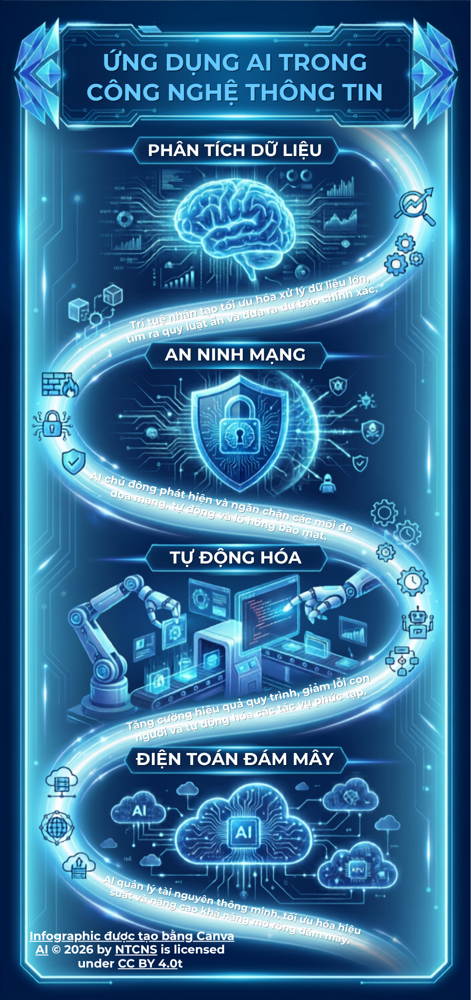 ỨNG DỤNG AI TRONG
CÔNG NGHỆ THÔNG TIN
PHÂN TÍCH DỮ LIỆU
Trí tuệ nhân tạo tối ưu hóa xử lý dữ liệu lớn,
tìm ra quy luật ẩn và đưa ra dự báo chính xác.
AN NINH MẠNG
AI chủ động phát hiện và ngăn chặn các mối đe
dọa mạng, tự động vá lỗ hổng bảo mật.
TỰ ĐỘNG HÓA
Tăng cường hiệu quả quy trình, giảm lỗi con
người và tự động hóa các tác vụ phức tạp.
ĐIỆN TOÁN ĐÁM MÂY
AI
AI
AI quản lý tài nguyên thông minh, tối ưu hóa hiệu
suất và nâng cao khả năng mở rộng đám mây.
Infographic được tạo bằng Canva
AI © 2026 by NTCNS is licensed
under CC BY 4.0t